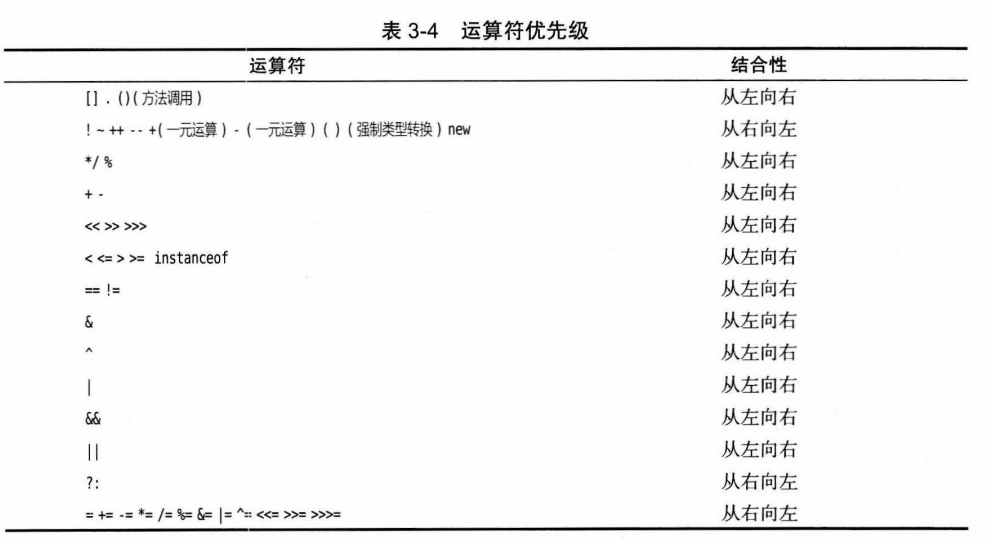 表 3-4 运算符优先级
运算符 结合性
[] . ()(方法调用) 从左向右
! ~ ++ -- +(一元运算) - (一元运算) ( ) (强制类型转换) new 从右向左
*/ % 从左向右
+ - 从左向右
<< >> >>> 从左向右
< <= > >= instanceof 从左向右
== != 从左向右
& 从左向右
^ 从左向右
| 从左向右
&& 从左向右
|| 从左向右
?: 从右向左
= += -= *= /= %= &= |= ^= <<= >>= >>>= 从右向左